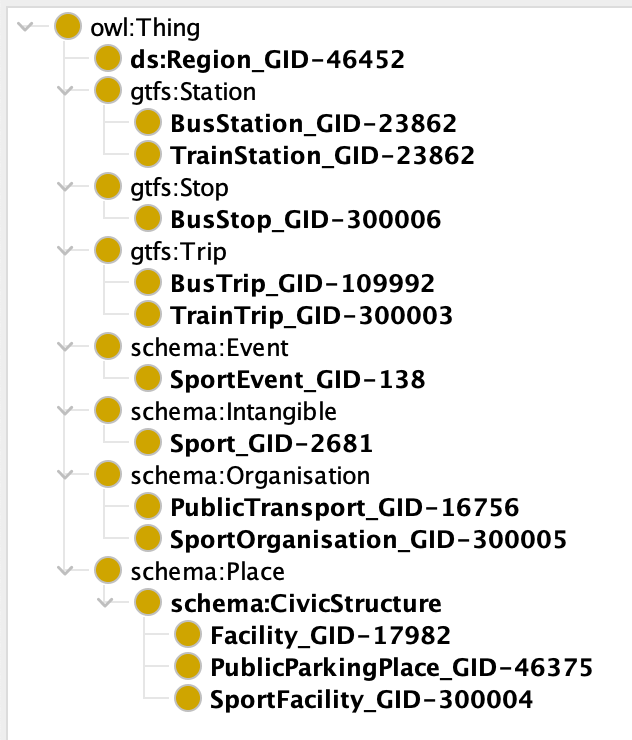 owl:Thing
ds:Region_GID-46452
gtfs:Station
BusStation_GID-23862
TrainStation_GID-23862
gtfs:Stop
BusStop_GID-300006
gtfs:Trip
BusTrip_GID-109992
TrainTrip_GID-300003
schema:Event
SportEvent_GID-138
schema:Intangible
Sport_GID-2681
schema:Organisation
PublicTransport_GID-16756
SportOrganisation_GID-300005
schema:Place
schema:CivicStructure
Facility_GID-17982
PublicParkingPlace_GID-46375
SportFacility_GID-300004